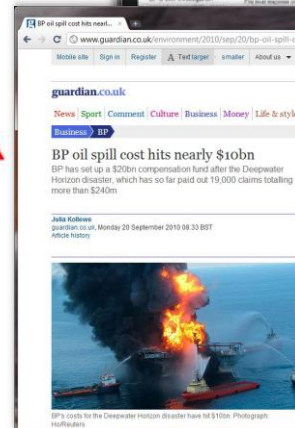 BP oil spill cost hits nearl...
www.guardian.co.uk/environment/2010/sep/20/bp-oil-spill-c
Mobile site Sign in Register A Text larger smaller About us
guardian.co.uk
News Sport Comment Culture Business Money Life & styl
Business BP
BP oil spill cost hits nearly $10bn
BP has set up a $20bn compensation fund after the Deepwater
Horizon disaster, which has so far paid out 19,000 claims totalling
more than $240m
Julia Kollewe
guardian.co.uk, Monday 20 September 2010 08.33 BST
Article history
BP's costs for the Deepwater Horizon disaster have hit $10bn. Photograph:
Ho/Reuters